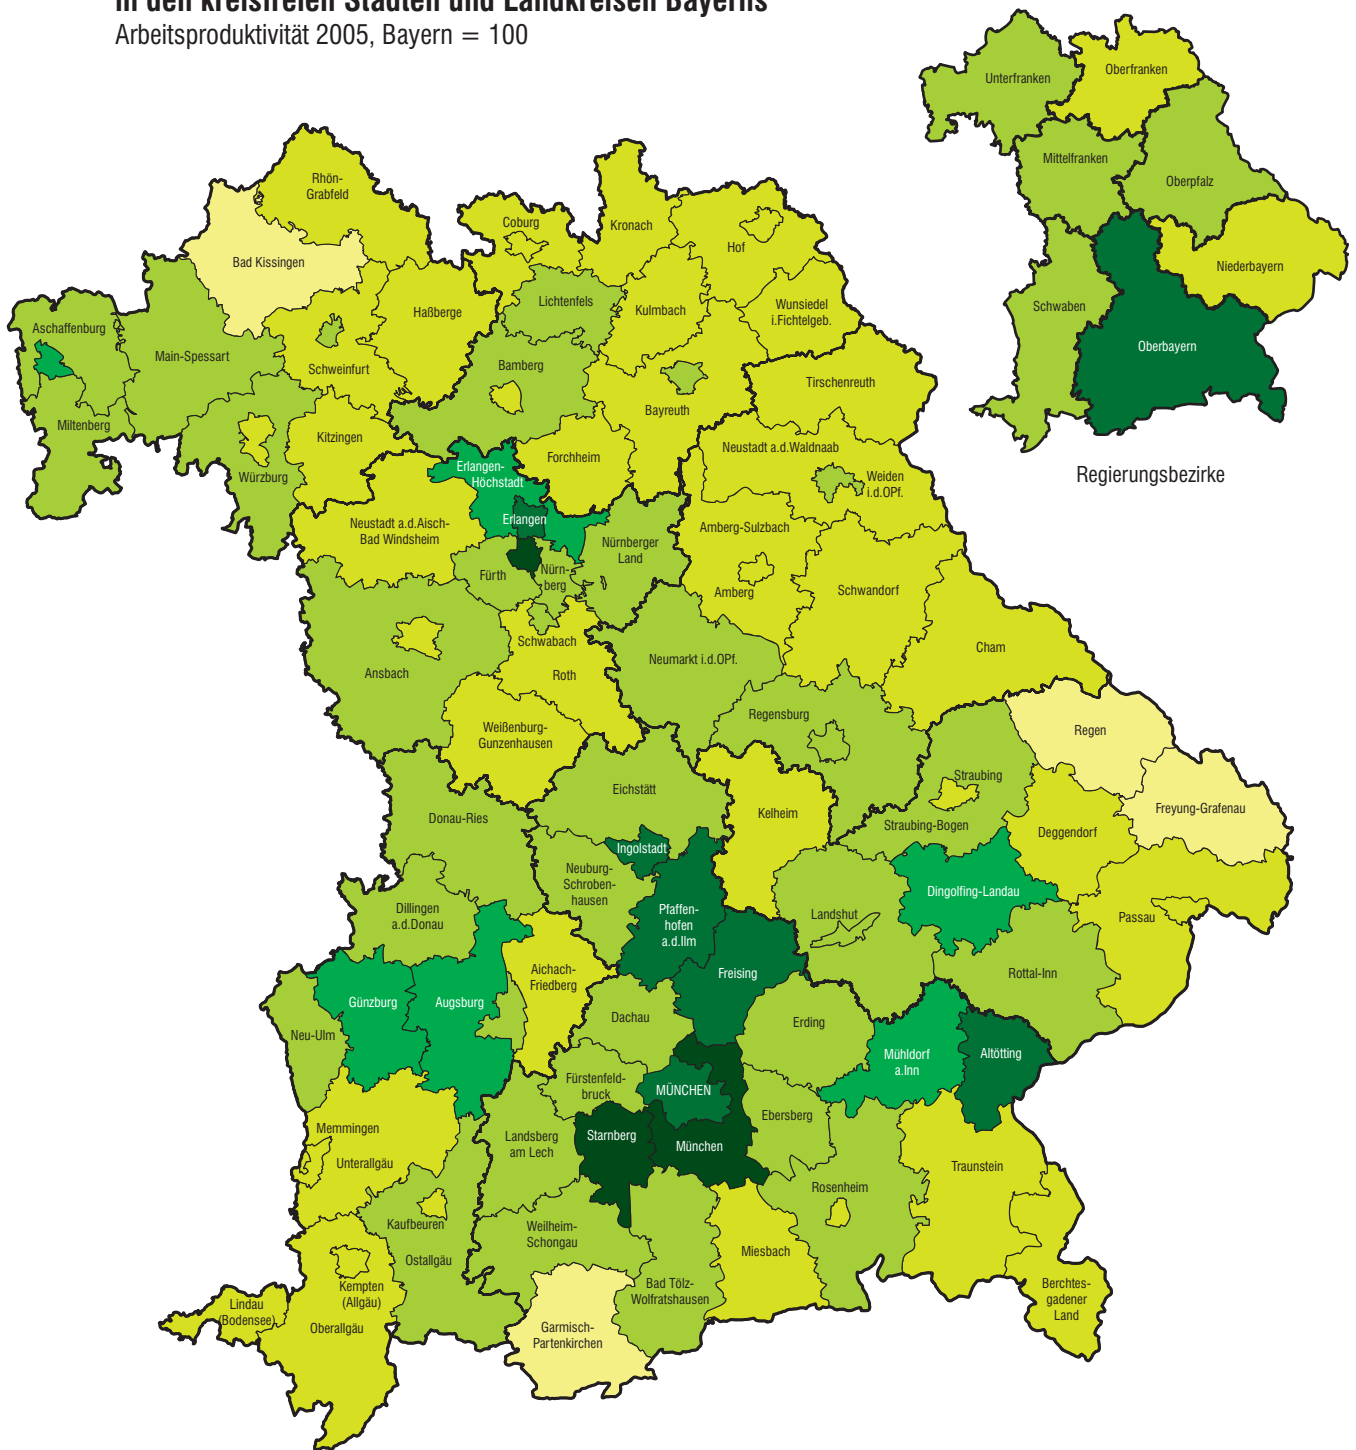 in den kreisfreien Städten und Landkreisen Bayerns
Arbeitsproduktivität 2005, Bayern = 100
Unterfranken
Oberfranken
Mittelfranken
Oberpfalz
Niederbayern
Schwaben
Oberbayern
Regierungsbezirke
Rhön-
Grabfeld
Bad Kissingen
Coburg
Kronach
Hof
Lichtenfels
Kulmbach
Wunsiedel
i.Fichtelgeb.
Haßberge
Aschaffenburg
Main-Spessart
Schweinfurt
Bamberg
Bayreuth
Tirschenreuth
Miltenberg
Kitzingen
Würzburg
Forchheim
Erlangen-
Höchstadt
Neustadt a.d.Waldnaab
Weiden
i.d.OPf.
Neustadt a.d.Aisch-
Bad Windsheim
Erlangen
Amberg-Sulzbach
Nürnberger
Land
Fürth
Nürn-
berg
Amberg
Schwandorf
Schwabach
Roth
Ansbach
Neumarkt i.d.OPf.
Cham
Weißenburg-
Gunzenhausen
Regensburg
Regen
Straubing
Eichstätt
Donau-Ries
Kelheim
Straubing-Bogen
Deggendorf
Freyung-Grafenau
Ingolstadt
Neuburg-
Schroben-
hausen
Dingolfing-Landau
Dillingen
a.d.Donau
Pfaffen-
hofen
a.d.Ilm
Landshut
Passau
Aichach-
Friedberg
Freising
Rottal-Inn
Günzburg
Augsburg
Neu-Ulm
Dachau
Erding
Mühldorf
a.Inn
Altötting
Fürstenfeld-
bruck
MÜNCHEN
Ebersberg
Memmingen
Unterallgäu
Landsberg
am Lech
Starnberg
München
Traunstein
Rosenheim
Kaufbeuren
Ostallgäu
Weilheim-
Schongau
Miesbach
Bad Tölz-
Wolfratshausen
Kempten
(Allgäu)
Lindau
(Bodensee)
Oberallgäu
Garmisch-
Partenkirchen
Berchtes-
gadener
Land